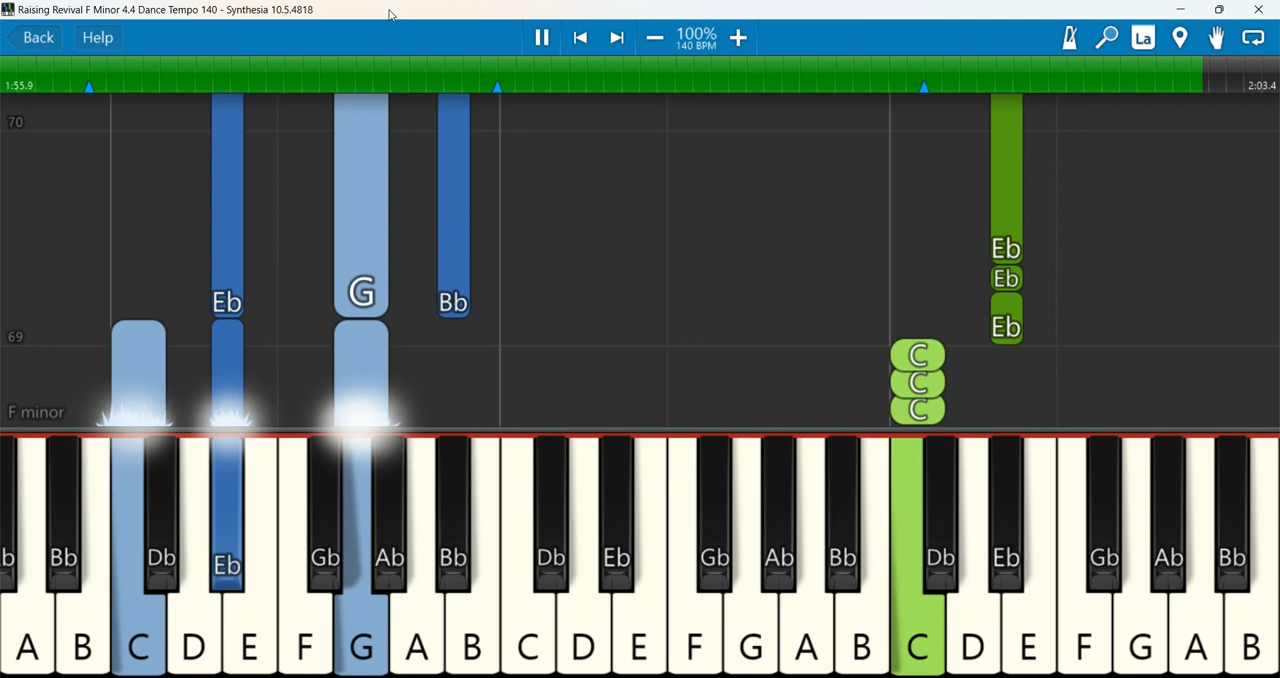 Raising Revival F Minor 4.4 Dance Tempo 140 - Synthesia 10.5.4818
Back Help 100% La
140 BPM
1:55.9 2:03.4
70
Eb
Eb
Eb G Bb
Eb
69
C
C
F minor C
Bb Db Eb Gb Ab Bb Db Eb Gb Ab Bb Db Eb Gb Ab Bb
A B C D E F G A B C D E F G A B C D E F G A B